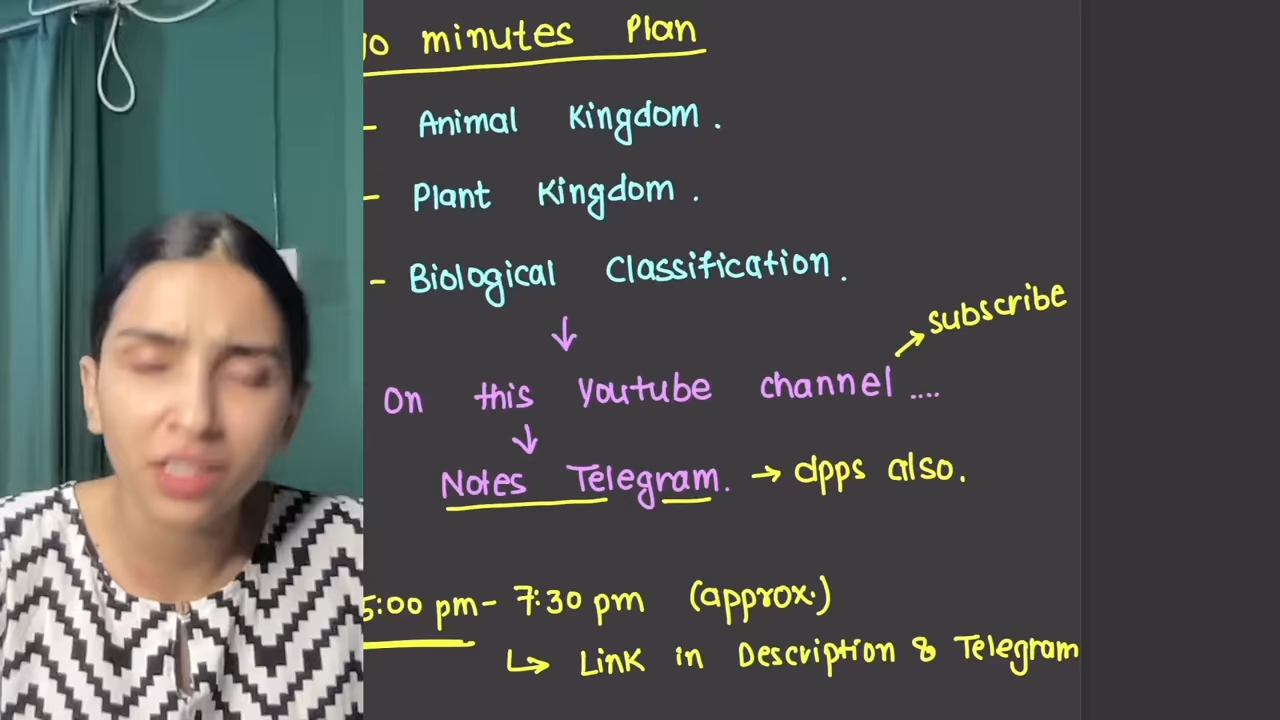 10 minutes Plan
- Animal Kingdom.
- Plant Kingdom.
- Biological Classification.
↓
→ subscribe
On this Youtube channel ....
↓
Notes Telegram. → dpps also.
5:00 pm - 7:30 pm (approx.)
↳ Link in Description & Telegram